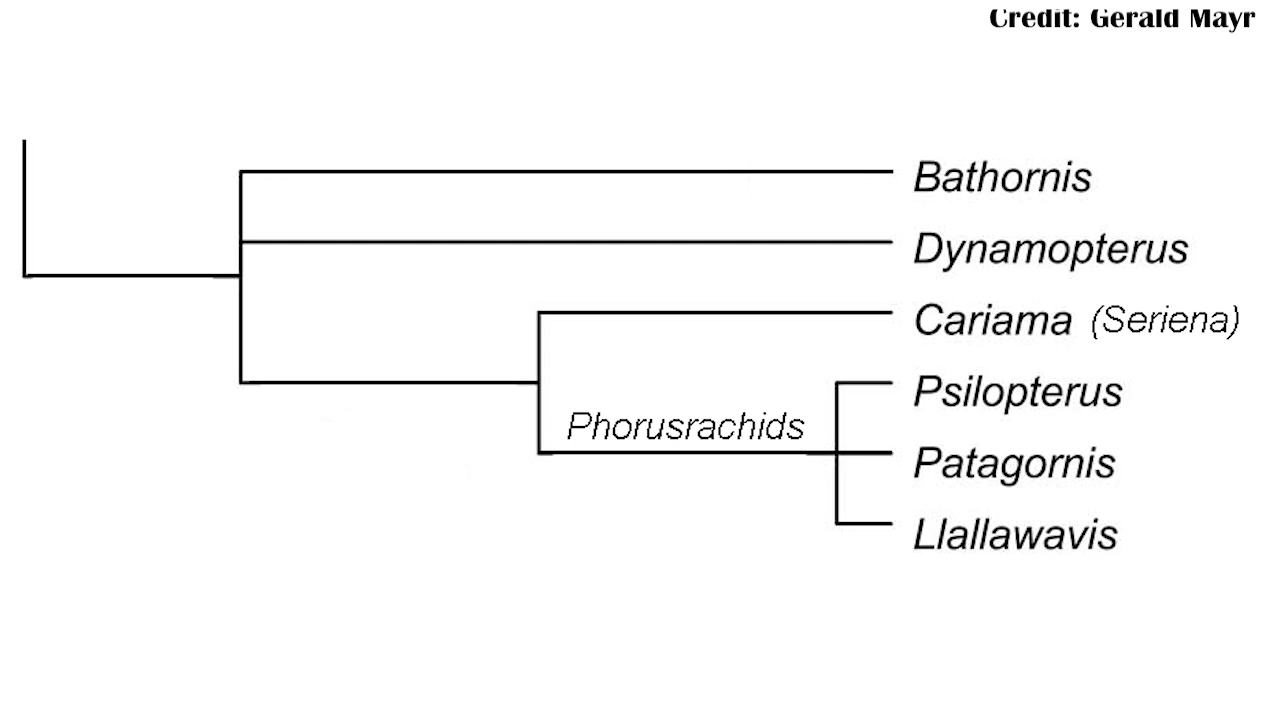 Credit: Gerald Mayr
Bathornis
Dynamopterus
Cariama (Seriena)
Psilopterus
Phorusrachids
Patagornis
Llallawavis